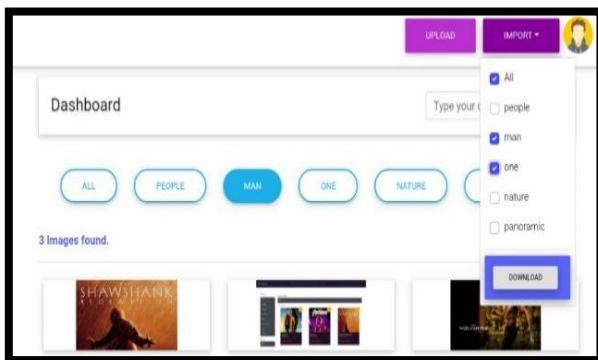 UPLOAD
IMPORT
All
Dashboard
Type your
people
man
one
ALL
PEOPLE
MAN
ONE
NATURE
nature
panoramic
3 Images found.
DOWNLOAD
SHAWSHANK
REDEMPTION